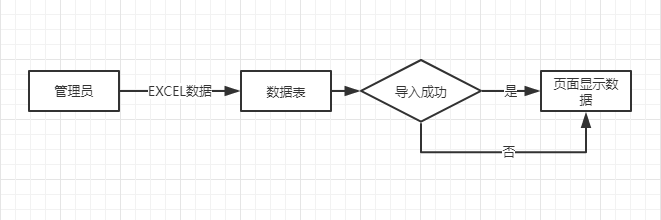 管理员
EXCEL数据
数据表
导入成功
是
页面显示数
据
否